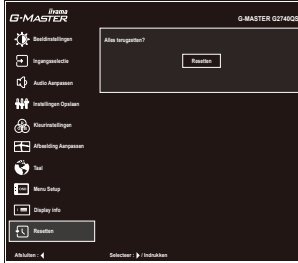 iiyama
G-MASTER
G-MASTER G2740QS
Beeldinstellingen
Alles terugzetten?
Resetten
Ingangsselectie
Audio Aanpassen
Instellingen Opslaan
Kleurinstellingen
Afbeelding Aanpassen
Taal
Menu Setup
Display info
Resetten
Afsluiten :
Selecteer : / Indrukken